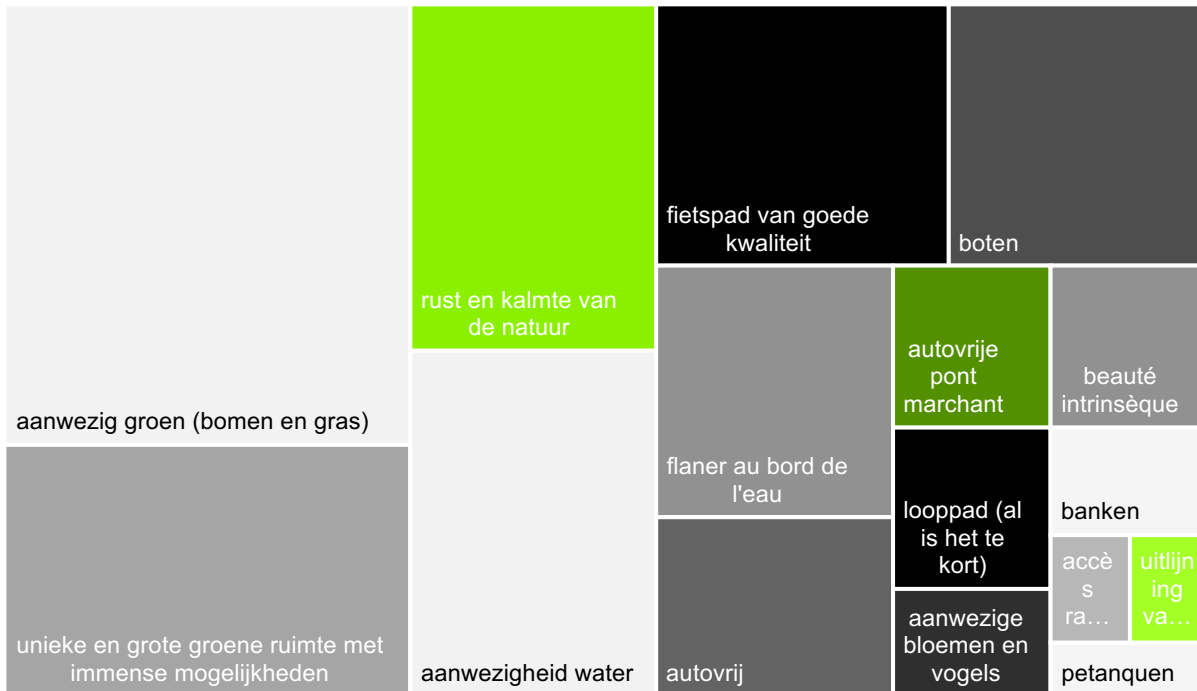 aanwezig groen (bomen en gras)
unieke en grote groene ruimte met
immense mogelijkheden
rust en kalmte van
de natuur
aanwezigheid water
fietspad van goede
kwaliteit
boten
flaner au bord de
l'eau
autovrij
autovrije
pont
marchant
beauté
intrinsèque
looppad (al
is het te
kort)
aanwezige
bloemen en
vogels
banken
accè
s
ra…
uitlijn
ing
va…
petanquen